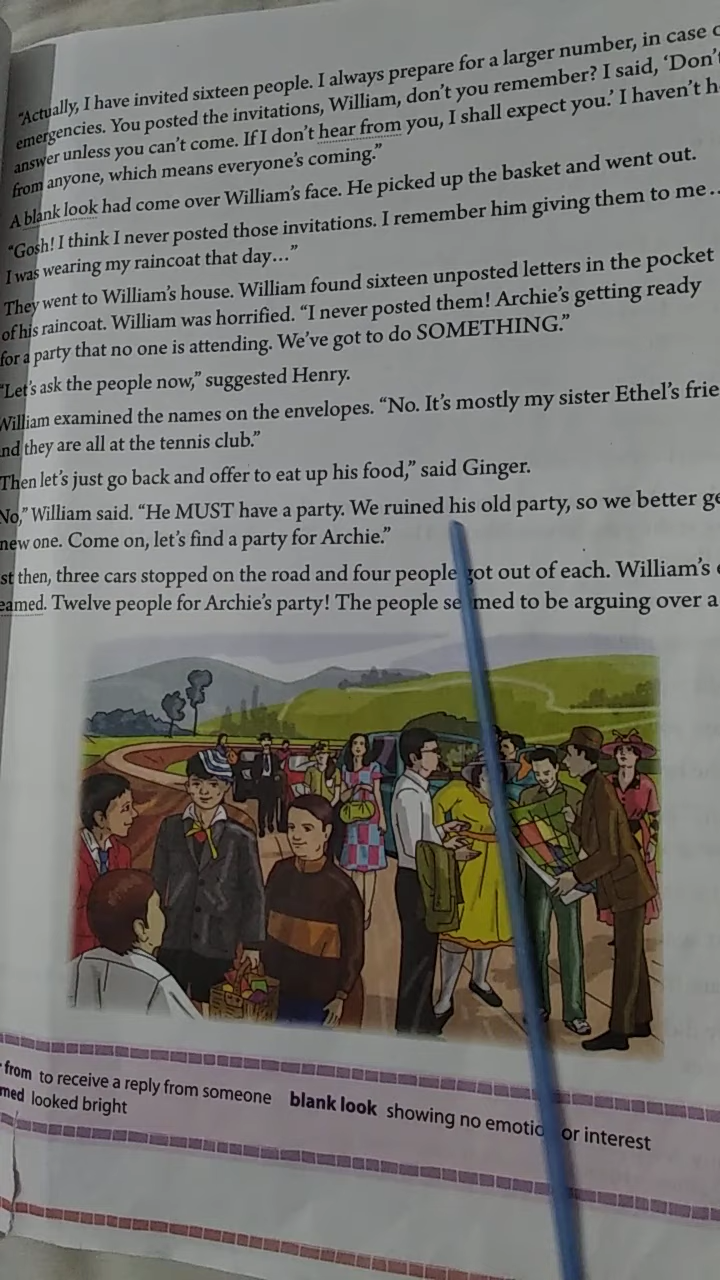 "Actually, I have invited sixteen people. I always prepare for a larger number, in case
emergencies. You posted the invitations, William, don't you remember? I said, 'Don't
answer unless you can't come. If I don't hear from you, I shall expect you.' I haven't
from anyone, which means everyone's coming."
A blank look had come over William's face. He picked up the basket and went out.
"Gosh! I think I never posted those invitations. I remember him giving them to me...
I was wearing my raincoat that day..."
They went to William's house. William found sixteen unposted letters in the pocket
of his raincoat. William was horrified. "I never posted them! Archie's getting ready
for a party that no one is attending. We've got to do SOMETHING."
"Let's ask the people now," suggested Henry.
William examined the names on the envelopes. "No. It's mostly my sister Ethel's
nd they are all at the tennis club."
Then let's just go back and offer to eat up his food," said Ginger.
No," William said. "He MUST have a party. We ruined his old party, so we better
new one. Come on, let's find a party for Archie."
st then, three cars stopped on the road and four people got out of each. William's
eamed. Twelve people for Archie's party! The people seemed to be arguing over a
from to receive a reply from someone blank look showing no emotion or interest
med looked bright